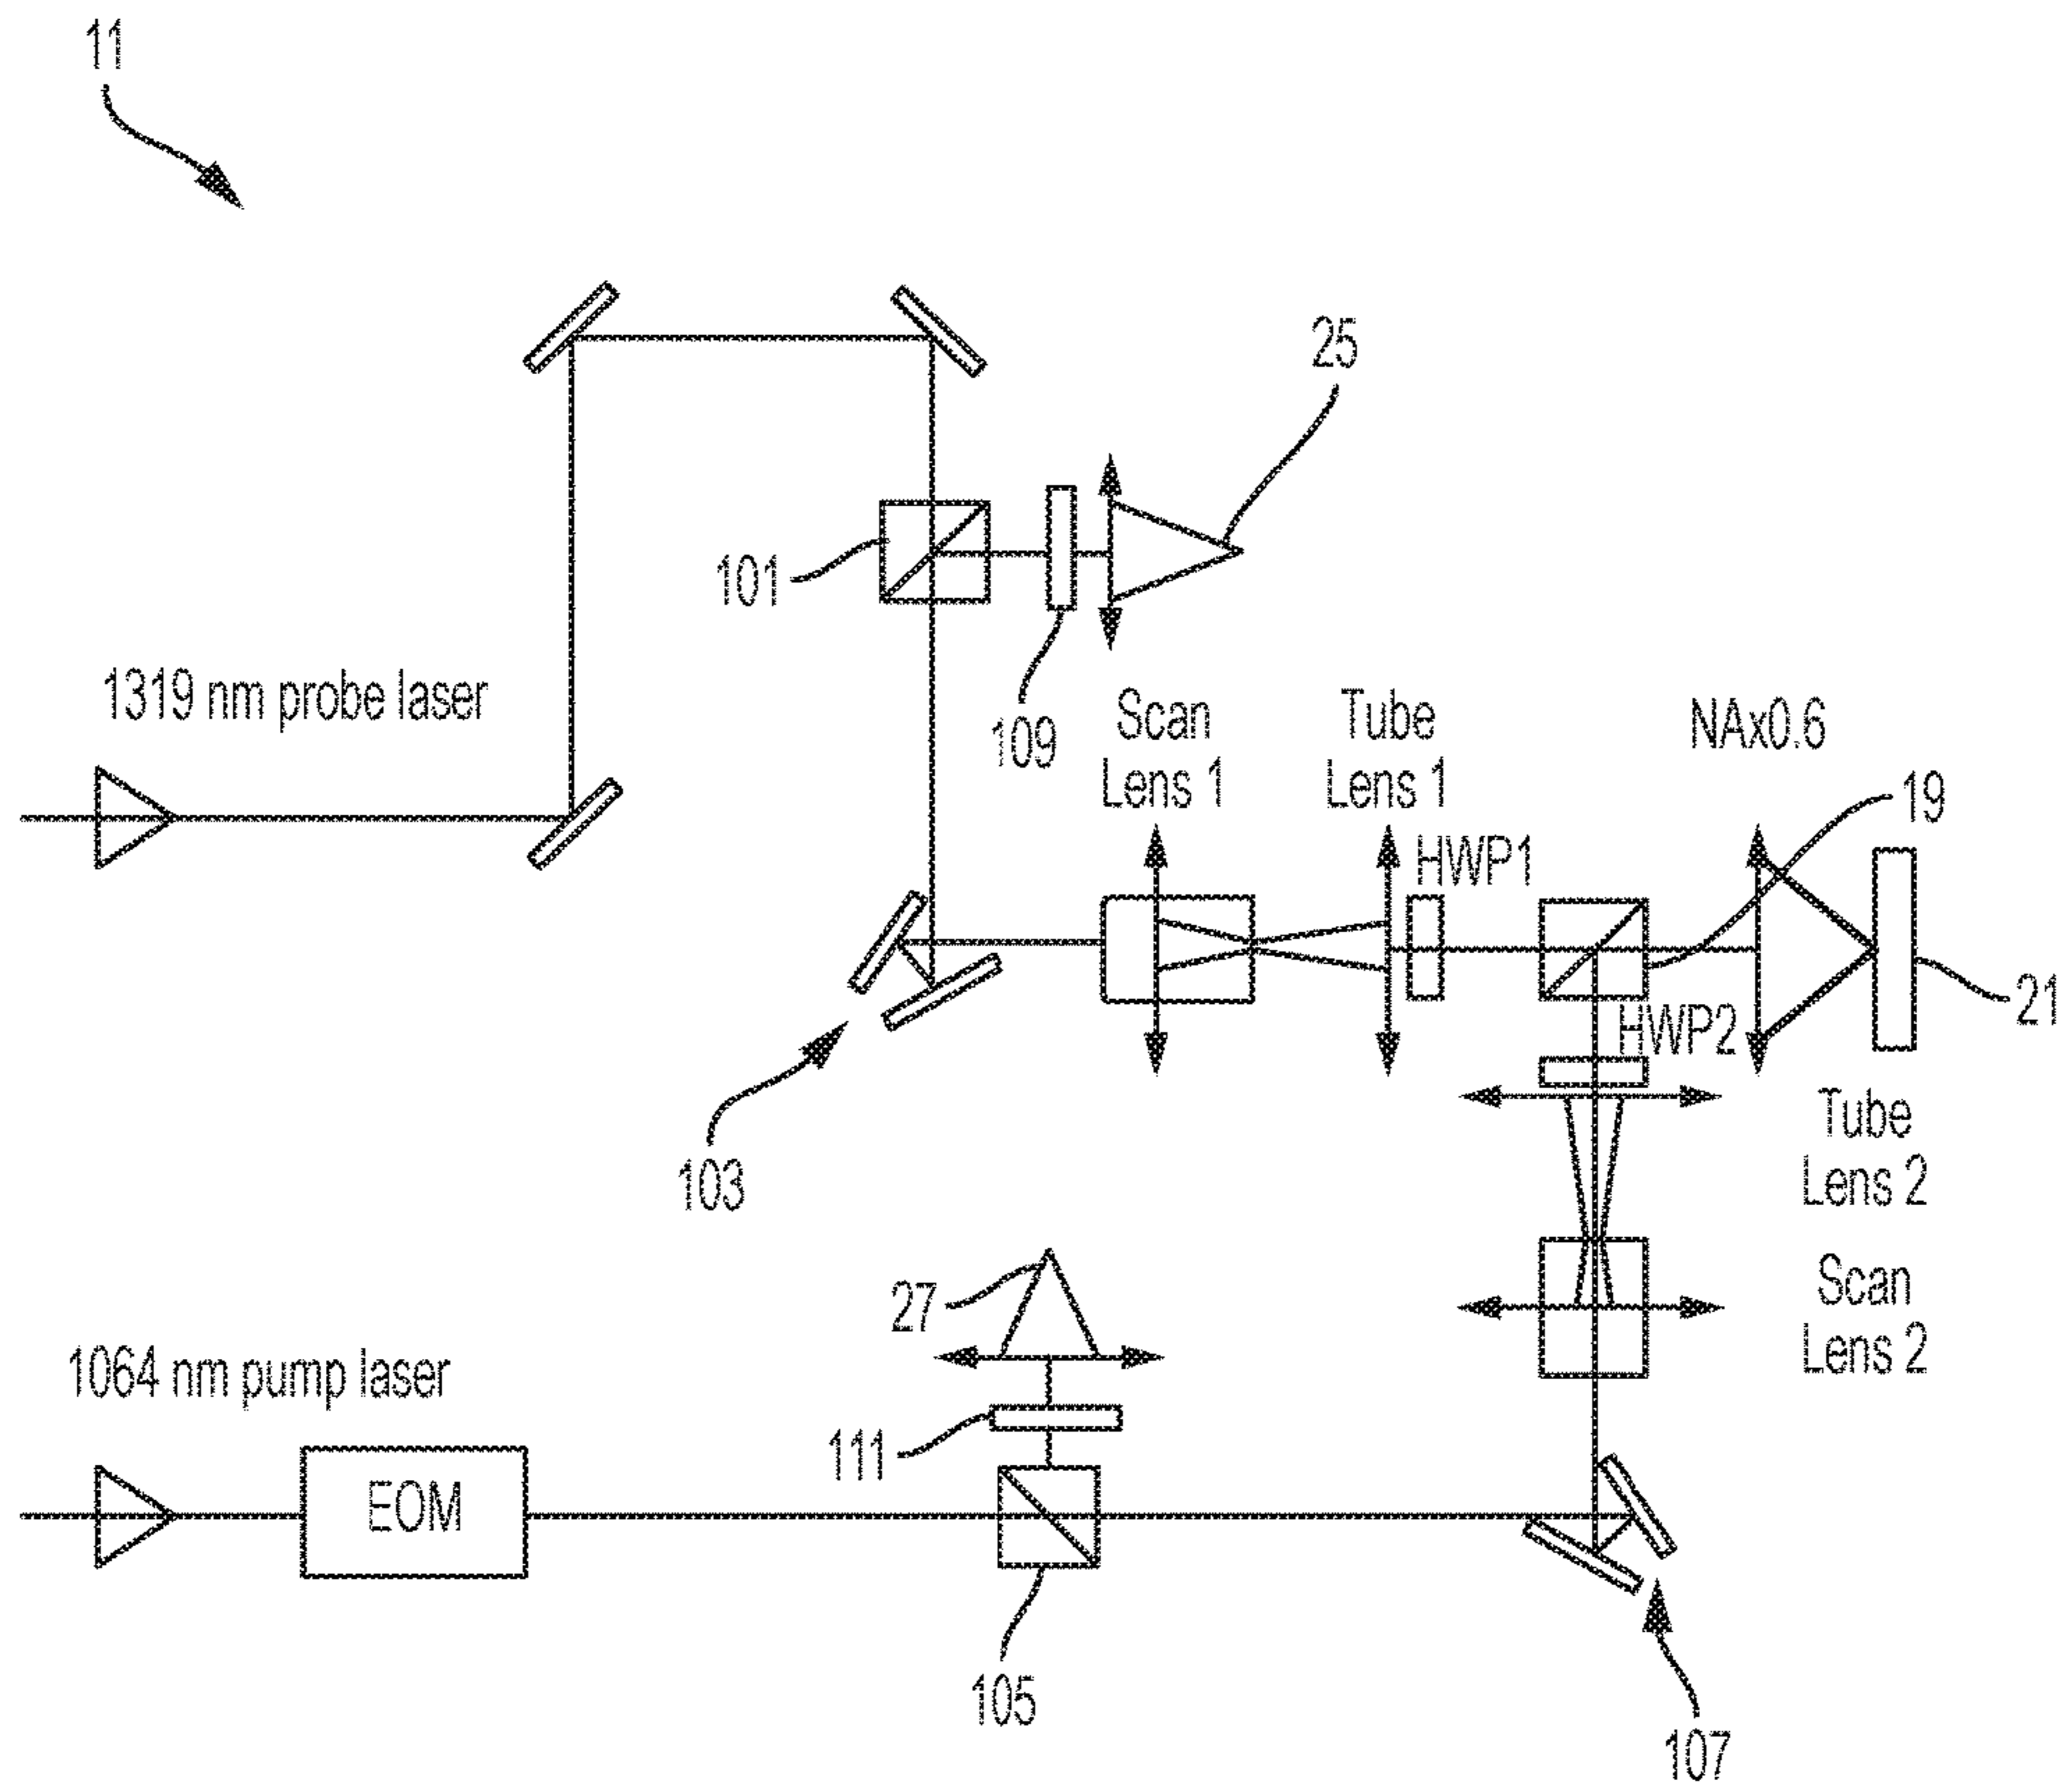 11
25
101
1319 nm probe laser
109
Scan
Lens 1
Tube
Lens 1
NAx0.6
19
HWP1
21
HWP2
103
Tube
Lens 2
27
Scan
Lens 2
1064 nm pump laser
111
EOM
105
107